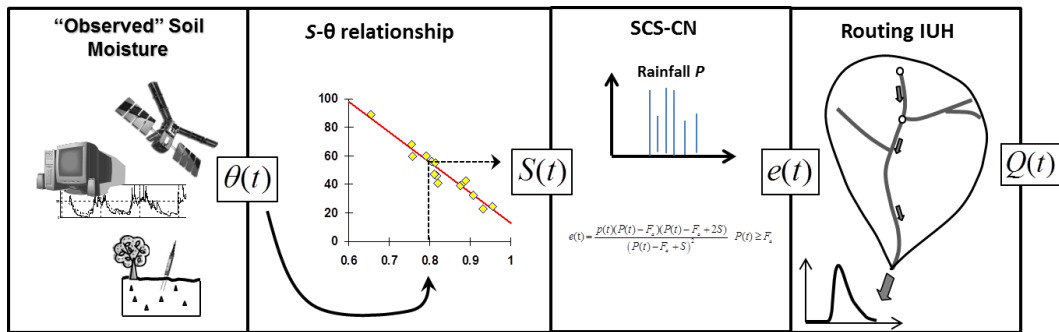 “Observed” Soil
Moisture
θ(t)
S-θ relationship
100
80
60
40
20
0
0.6
0.7
0.8
0.9
1
S(t)
SCS-CN
Rainfall P
e(t) = p(t)(P(t) − Fa)(P(t) − Fa + 2S) / (P(t) − Fa + S)² P(t) ≥ Fa
e(t)
Routing IUH
Q(t)